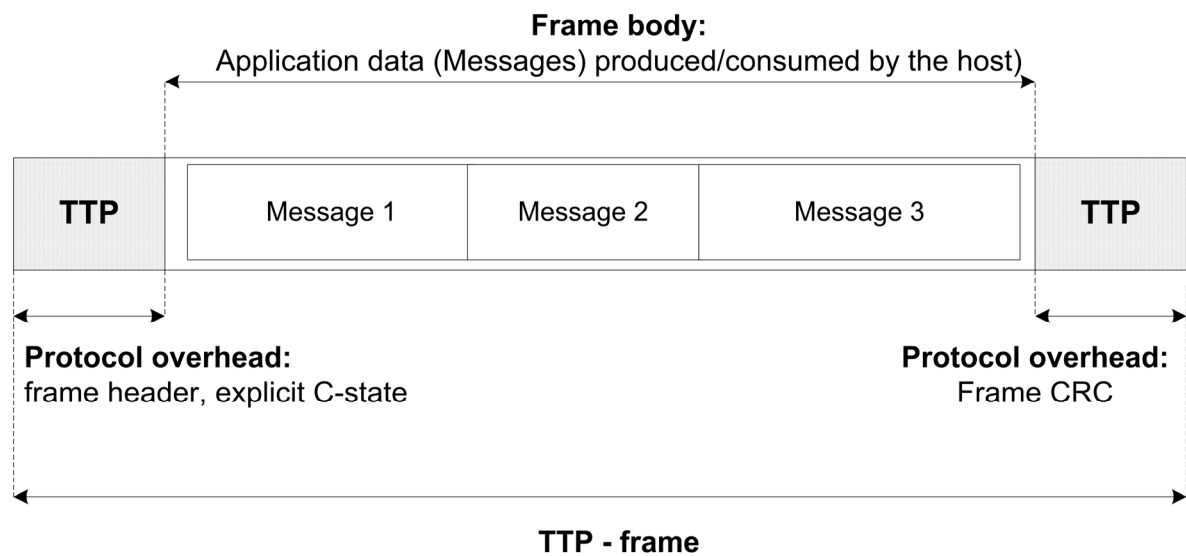 Frame body:
Application data (Messages) produced/consumed by the host)
TTP
Message 1
Message 2
Message 3
TTP
Protocol overhead:
frame header, explicit C-state
Protocol overhead:
Frame CRC
TTP - frame